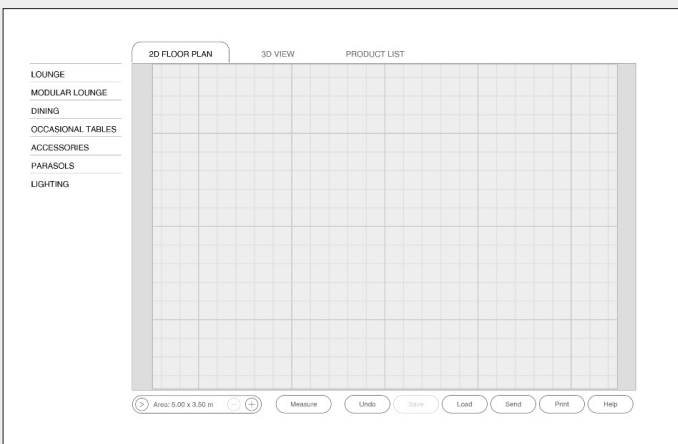 2D FLOOR PLAN 3D VIEW PRODUCT LIST
LOUNGE
MODULAR LOUNGE
DINING
OCCASIONAL TABLES
ACCESSORIES
PARASOLS
LIGHTING
Area: 5.00 x 3.50 m Measure Undo Save Load Send Print Help